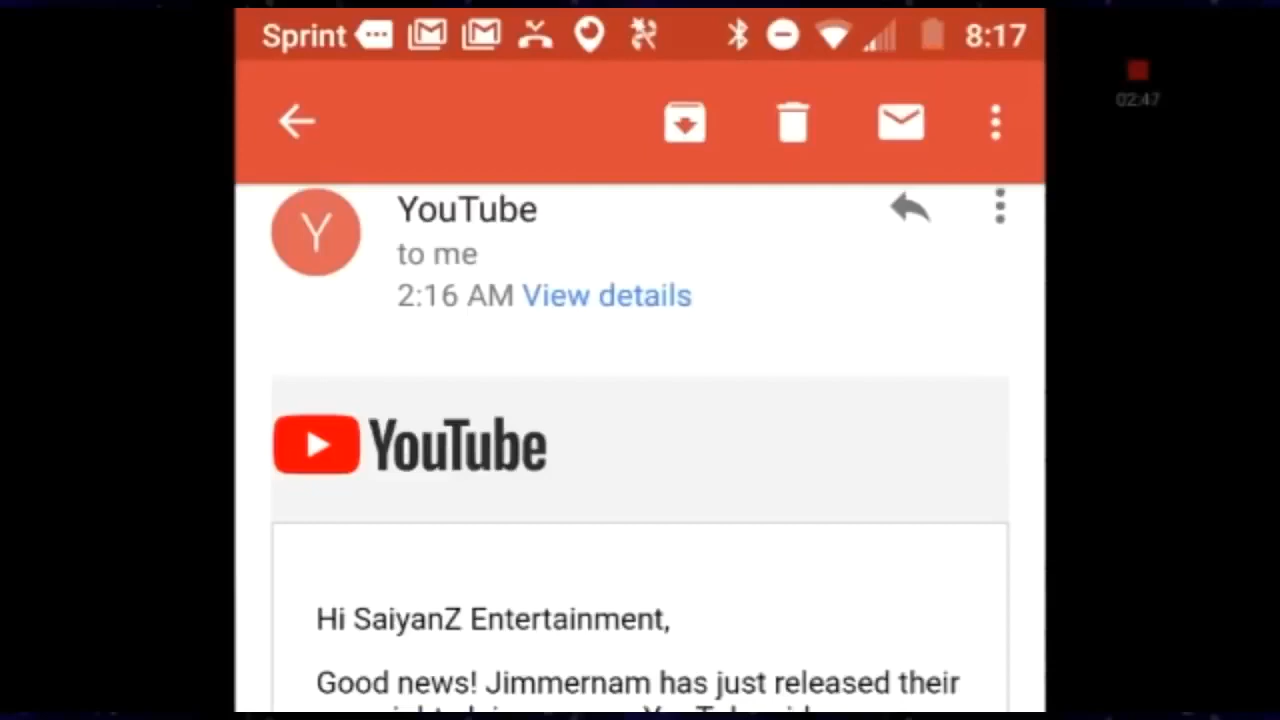 Sprint 8:17
02:47
Y
YouTube
to me
2:16 AM View details
YouTube
Hi SaiyanZ Entertainment,
Good news! Jimmernam has just released their